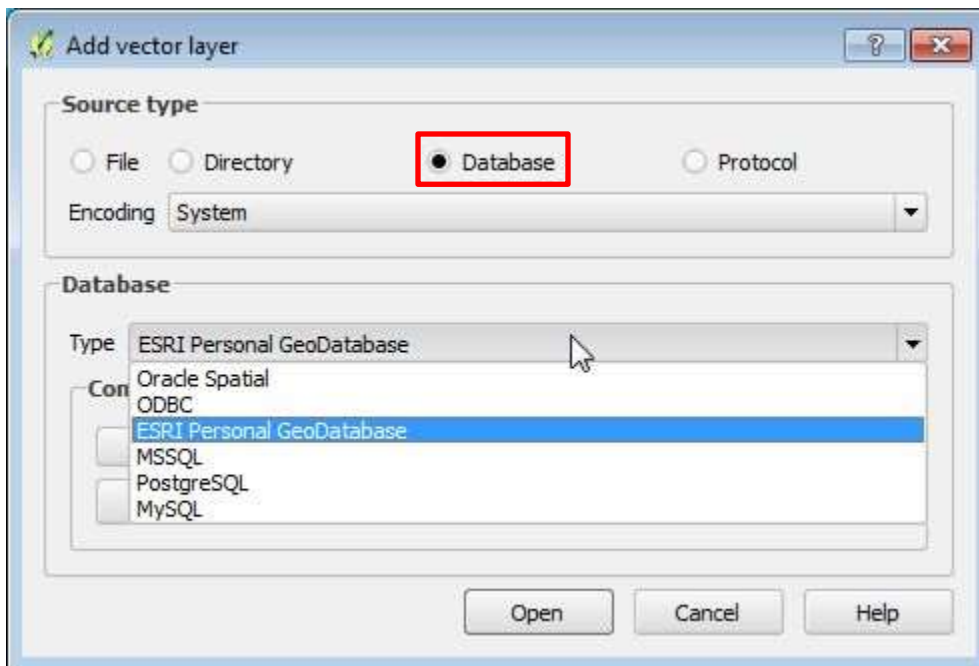 Add vector layer
Source type
File Directory Database Protocol
Encoding System
Database
Type ESRI Personal GeoDatabase
Con
Oracle Spatial
ODBC
ESRI Personal GeoDatabase
MSSQL
PostgreSQL
MySQL
Open Cancel Help